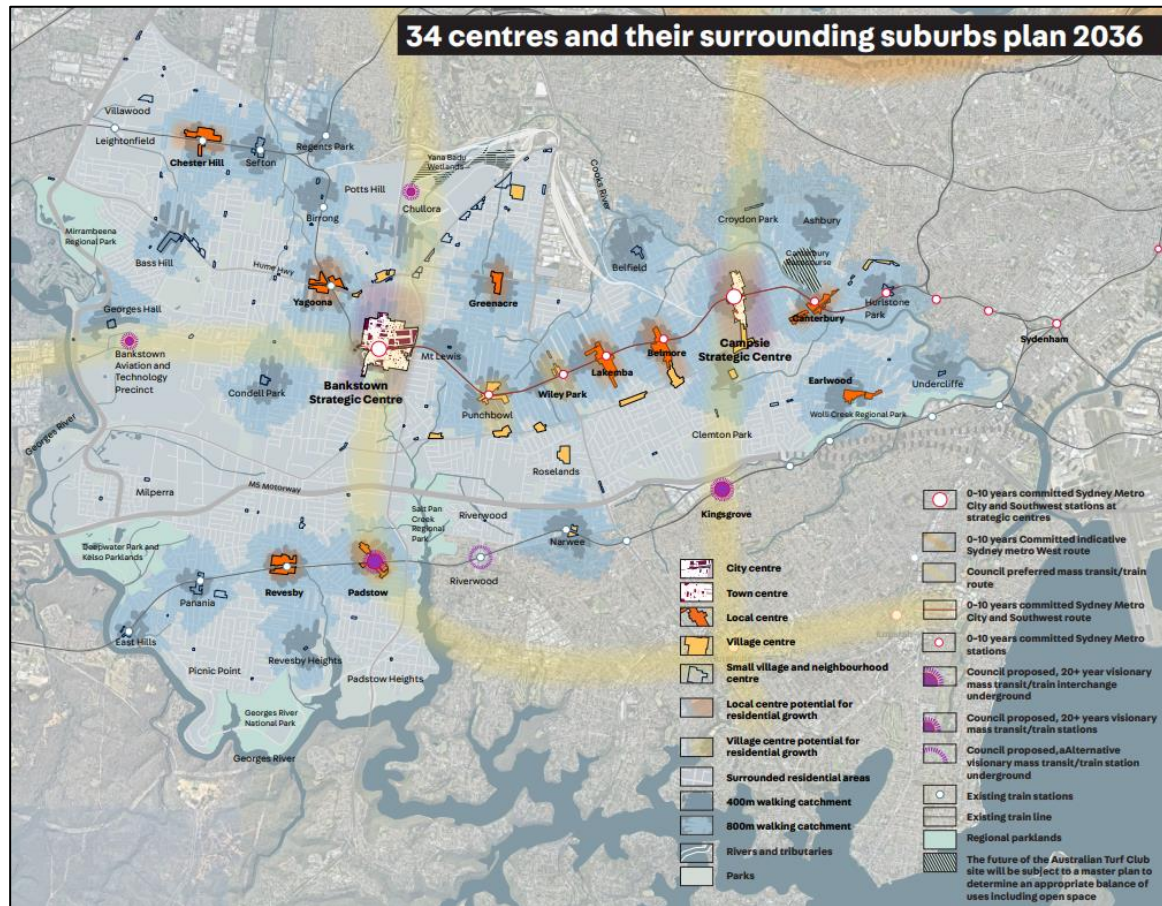 34 centres and their surrounding suburbs plan 2036
Villawood
Leightonfield
Chester Hill
Sefton
Regents Park
Potts Hill
Birrong
Yana Badu
Wetlands
Chullora
Cooks River
Croydon Park
Ashbury
Canterbury
Racecourse
Mirrambeena
Regional Park
Bass Hill
Hume Hwy
Yagoona
Greenacre
Belfield
Canterbury
Hurlstone
Park
Georges Hall
Bankstown
Aviation and
Technology
Precinct
Mt Lewis
Bankstown
Strategic Centre
Condell Park
Punchbowl
Wiley Park
Lakemba
Belmore
Campsie
Strategic Centre
Sydenham
Earlwood
Undercliffe
Wolli Creek Regional Park
Clemton Park
Georges River
Roselands
Milperra
M5 Motorway
Salt Pan
Creek
Regional
Park
Riverwood
Narwee
Kingsgrove
Deepwater Park and
Kelso Parklands
Panania
Revesby
Padstow
Riverwood
East Hills
Picnic Point
Revesby Heights
Padstow Heights
Georges River
National Park
Georges River
City centre
Town centre
Local centre
Village centre
Small village and neighbourhood
centre
Local centre potential for
residential growth
Village centre potential for
residential growth
Surrounded residential areas
400m walking catchment
800m walking catchment
Rivers and tributaries
Parks
0-10 years committed Sydney Metro
City and Southwest stations at
strategic centres
0-10 years Committed indicative
Sydney metro West route
Council preferred mass transit/train
route
0-10 years committed Sydney Metro
City and Southwest route
0-10 years committed Sydney Metro
stations
Council proposed, 20+ year visionary
mass transit/train interchange
underground
Council proposed, 20+ years visionary
mass transit/train stations
Council proposed, aAlternative
visionary mass transit/train station
underground
Existing train stations
Existing train line
Regional parklands
The future of the Australian Turf Club
site will be subject to a master plan to
determine an appropriate balance of
uses including open space